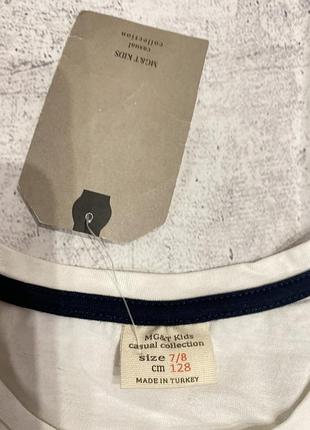 MG&T KIDS
casual
collection
MG&T Kids
casual collection
size 7/8
cm 128
MADE IN TURKEY